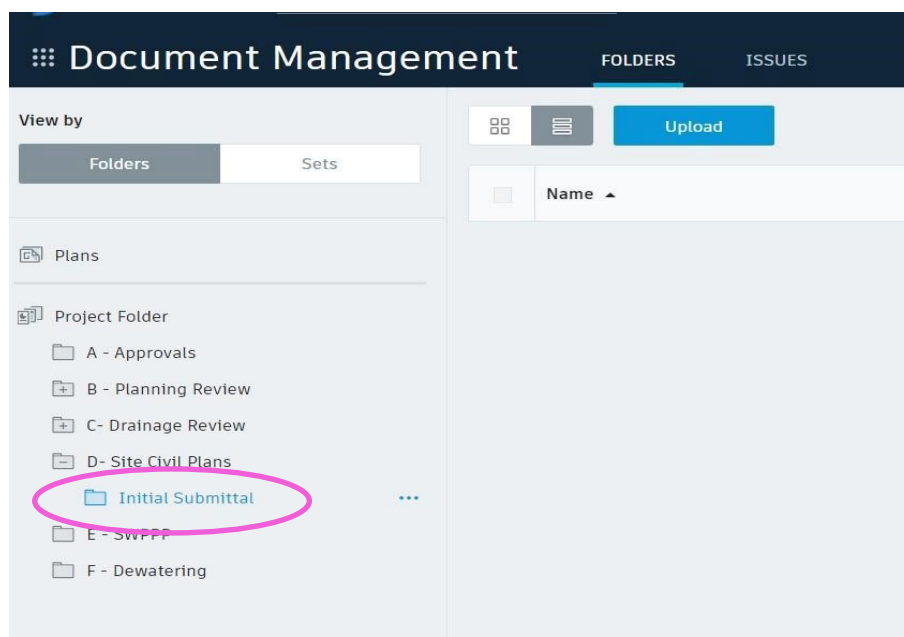 Document Management
FOLDERS
ISSUES
View by
Folders
Sets
Upload
Name
Plans
Project Folder
A - Approvals
B - Planning Review
C- Drainage Review
D- Site Civil Plans
Initial Submittal
E - SWPPP
F - Dewatering